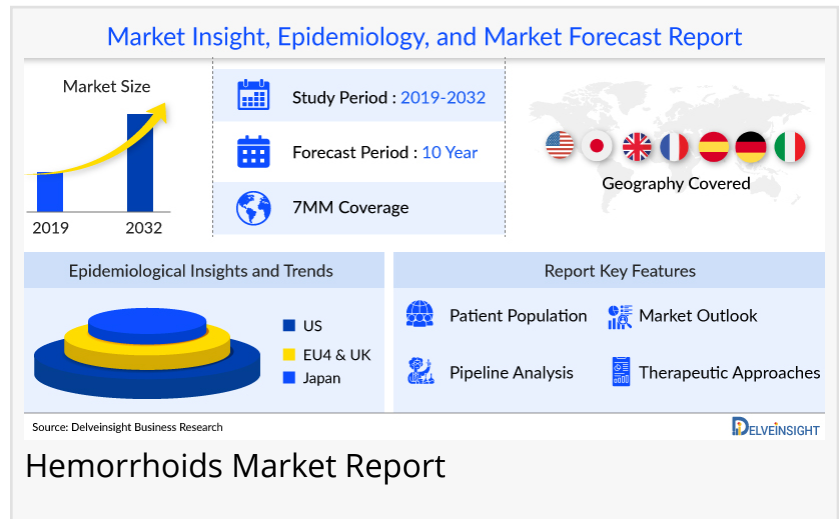 Market Insight, Epidemiology, and Market Forecast Report
Market Size
2019
2032
Study Period : 2019-2032
Forecast Period : 10 Year
7MM Coverage
Geography Covered
Epidemiological Insights and Trends
US
EU4 & UK
Japan
Report Key Features
Patient Population
Market Outlook
Pipeline Analysis
Therapeutic Approaches
Source: Delveinsight Business Research
DELVEINSIGHT
Hemorrhoids Market Report